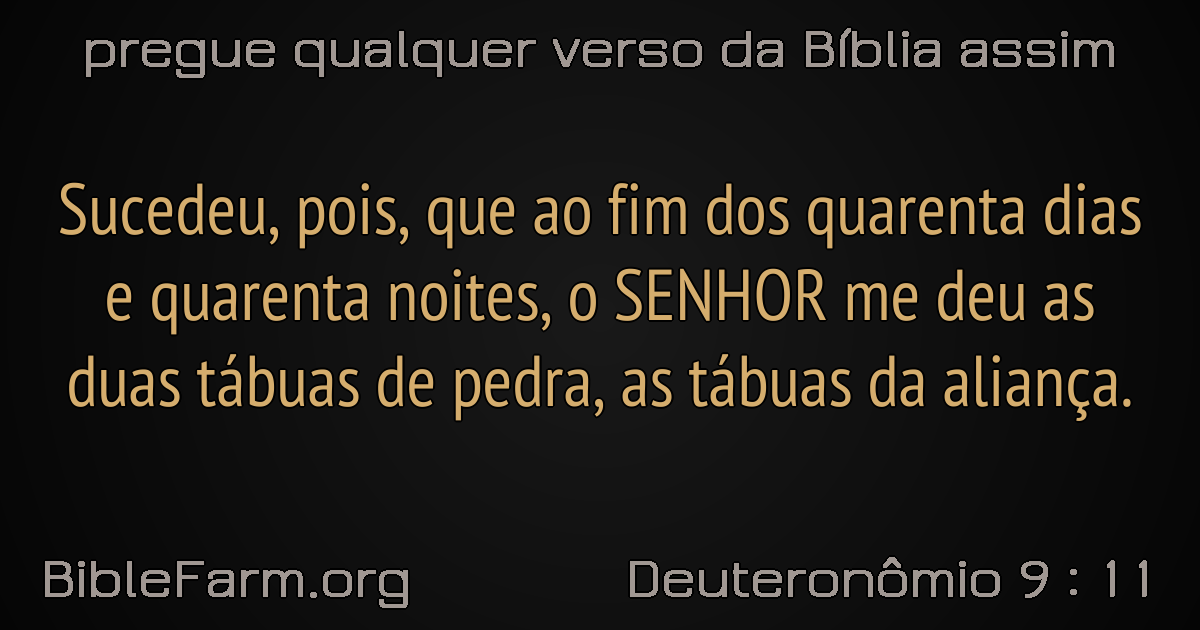 pregue qualquer verso da Bíblia assim
Sucedeu, pois, que ao fim dos quarenta dias
e quarenta noites, o SENHOR me deu as
duas tábuas de pedra, as tábuas da aliança.
BibleFarm.org
Deuteronômio 9 : 11